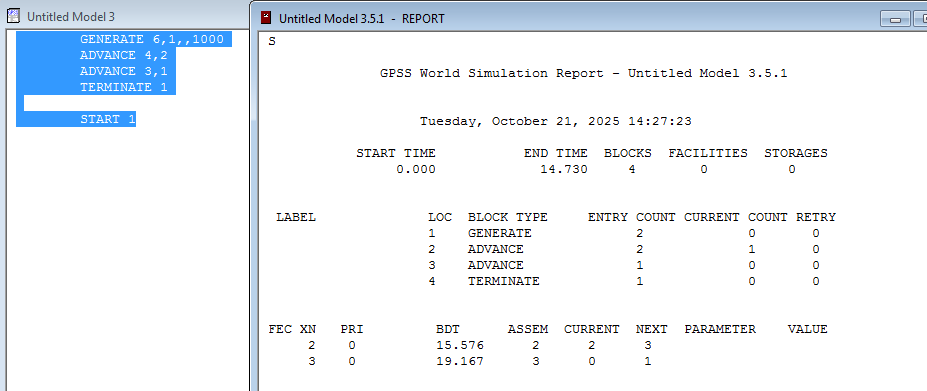 Untitled Model 3
GENERATE 6,1,,1000
ADVANCE 4,2
ADVANCE 3,1
TERMINATE 1
START 1
Untitled Model 3.5.1 - REPORT
S
GPSS World Simulation Report - Untitled Model 3.5.1
Tuesday, October 21, 2025 14:27:23
START TIME END TIME BLOCKS FACILITIES STORAGES
0.000 14.730 4 0 0
LABEL LOC BLOCK TYPE ENTRY COUNT CURRENT COUNT RETRY
1 GENERATE 2 0 0
2 ADVANCE 2 1 0
3 ADVANCE 1 0 0
4 TERMINATE 1 0 0
FEC XN PRI BDT ASSEM CURRENT NEXT PARAMETER VALUE
2 0 15.576 2 2 3
3 0 19.167 3 0 1